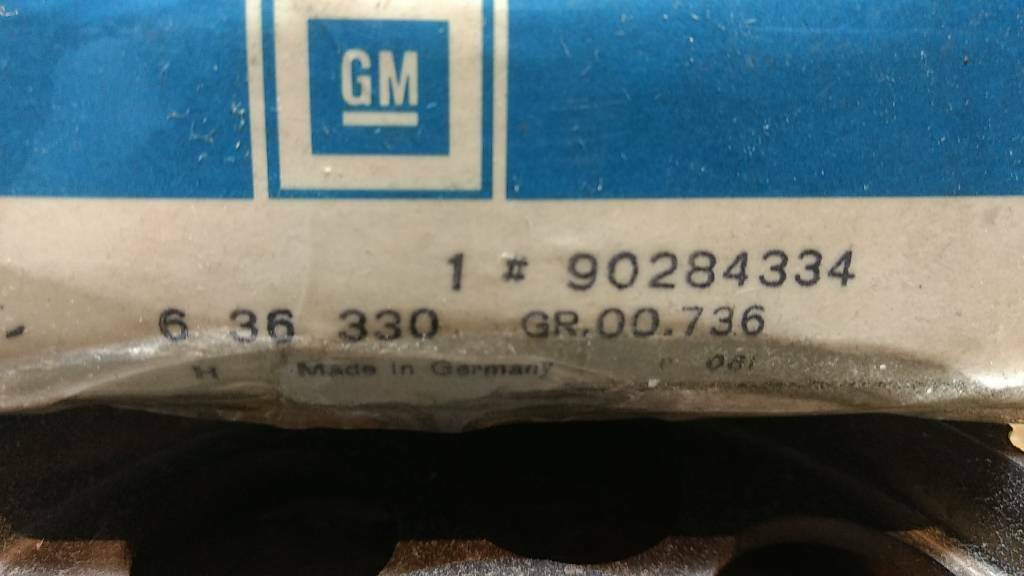 GM
1 # 90284334
6 36 330 GR.00.736
H Made in Germany